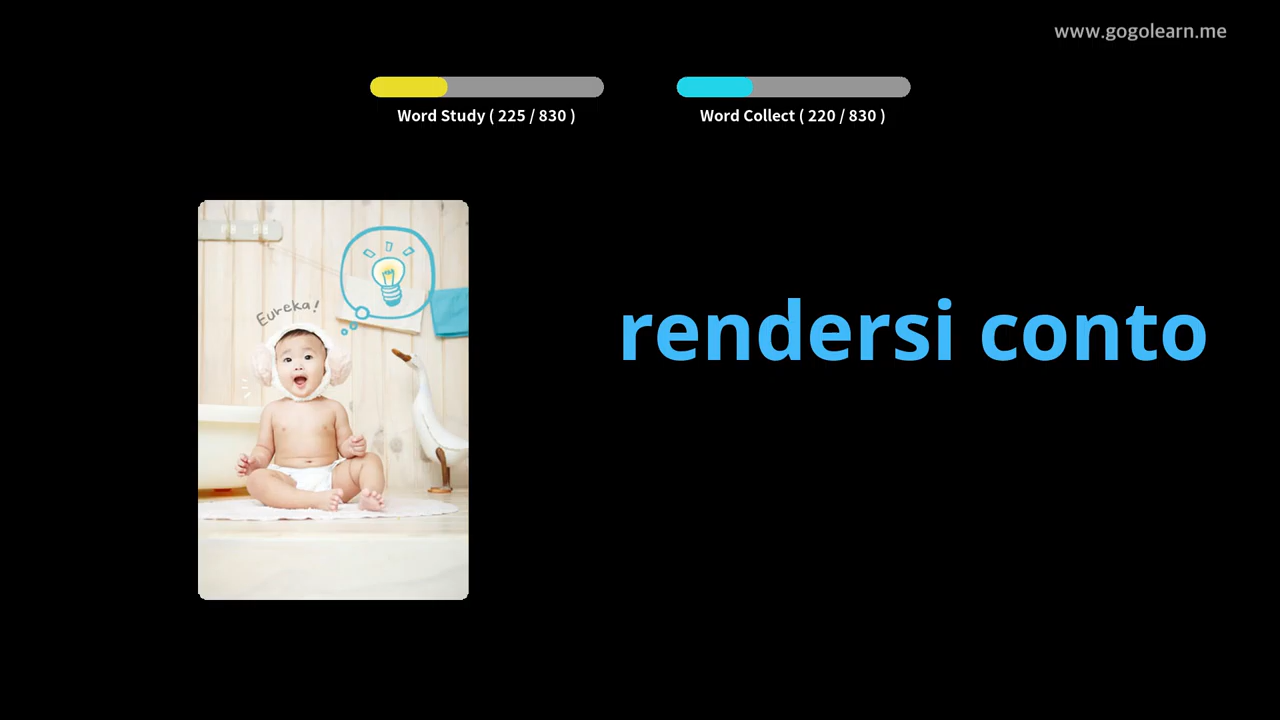 www.gogolearn.me
Word Study ( 225 / 830 )
Word Collect ( 220 / 830 )
Eureka!
rendersi conto